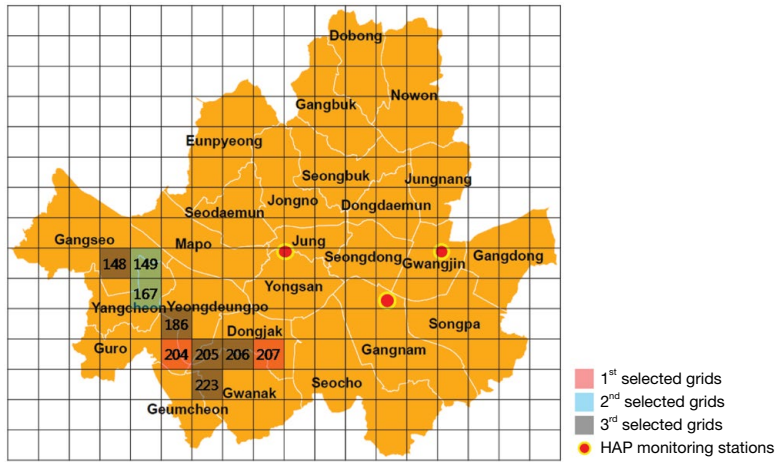 Dobong
Nowon
Gangbuk
Eunpyeong
Seongbuk
Jungnang
Jongno
Dongdaemun
Seodaemun
Gangseo
Mapo
Jung
Seongdong
Gwangjin
Gangdong
148 149
167
Yongsan
Yangcheon
Yeongdeungpo
186
Dongjak
Songpa
Guro
204 205 206 207
Gangnam
223
Gwanak
Seocho
Geumcheon
1st selected grids
2nd selected grids
3rd selected grids
HAP monitoring stations